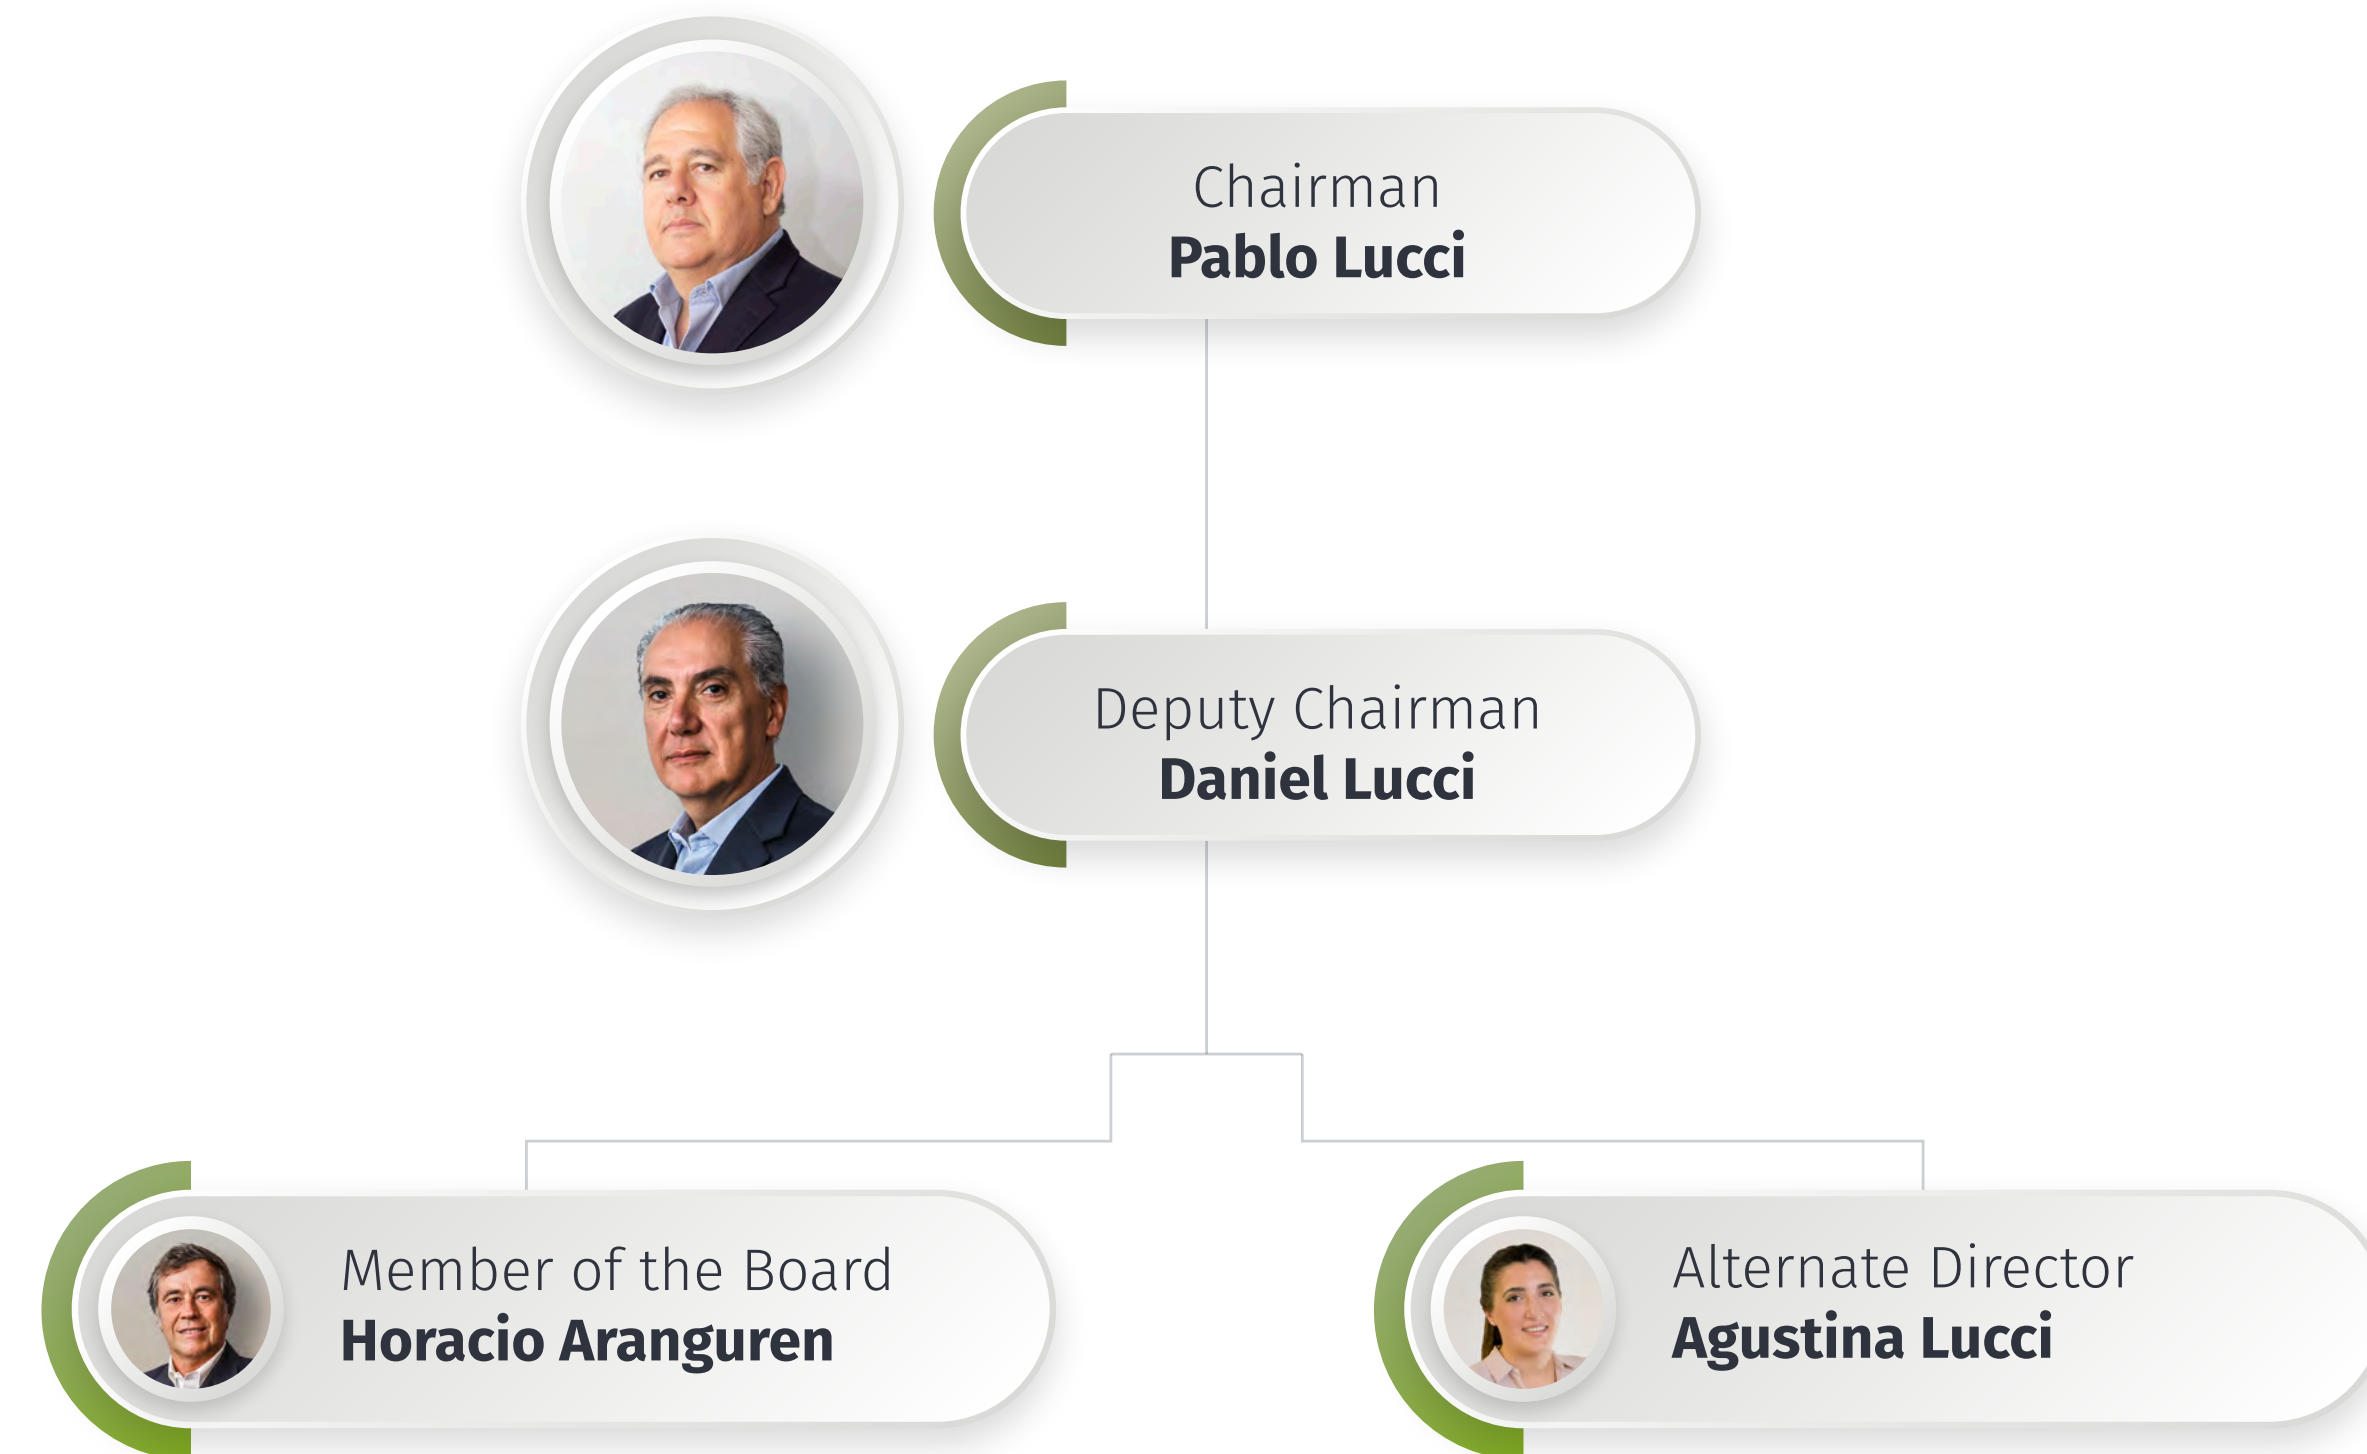 Chairman
Pablo Lucci
Deputy Chairman
Daniel Lucci
Member of the Board
Horacio Aranguren
Alternate Director
Agustina Lucci